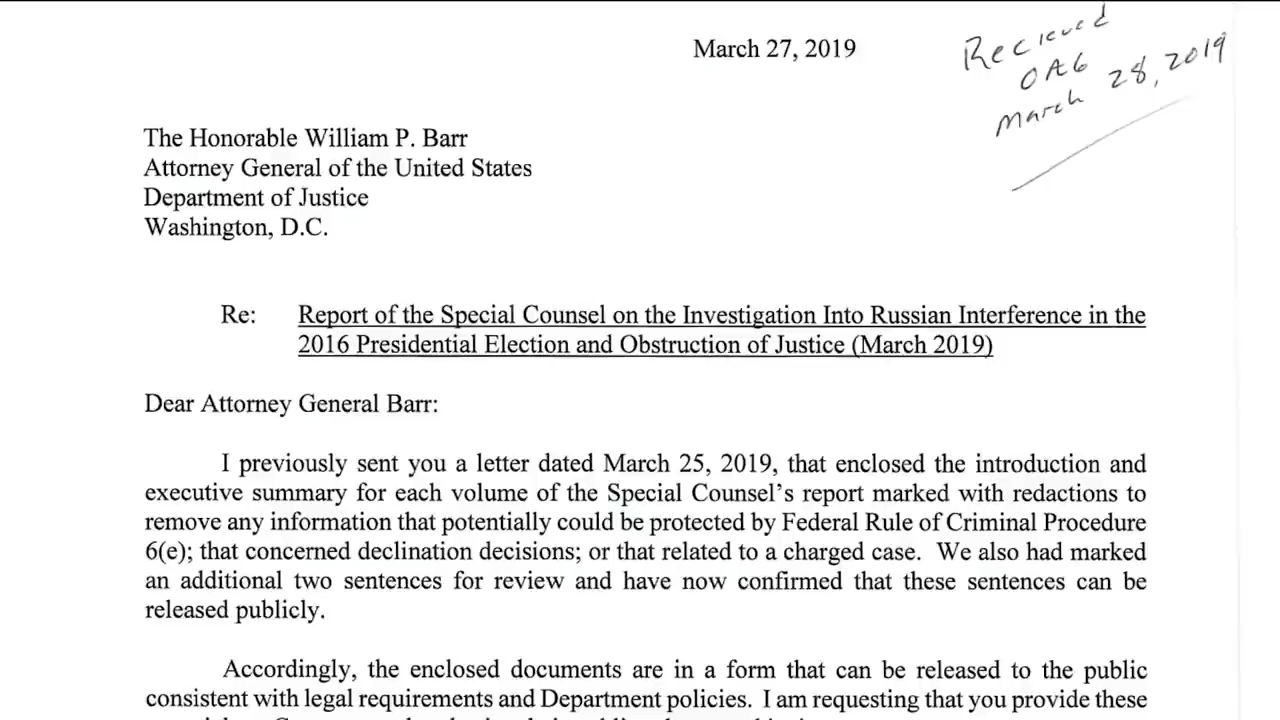 March 27, 2019
Recieved
OAG
March 28, 2019
The Honorable William P. Barr
Attorney General of the United States
Department of Justice
Washington, D.C.
Re: Report of the Special Counsel on the Investigation Into Russian Interference in the
2016 Presidential Election and Obstruction of Justice (March 2019)
Dear Attorney General Barr:
I previously sent you a letter dated March 25, 2019, that enclosed the introduction and
executive summary for each volume of the Special Counsel's report marked with redactions to
remove any information that potentially could be protected by Federal Rule of Criminal Procedure
6(e); that concerned declination decisions; or that related to a charged case. We also had marked
an additional two sentences for review and have now confirmed that these sentences can be
released publicly.
Accordingly, the enclosed documents are in a form that can be released to the public
consistent with legal requirements and Department policies. I am requesting that you provide these